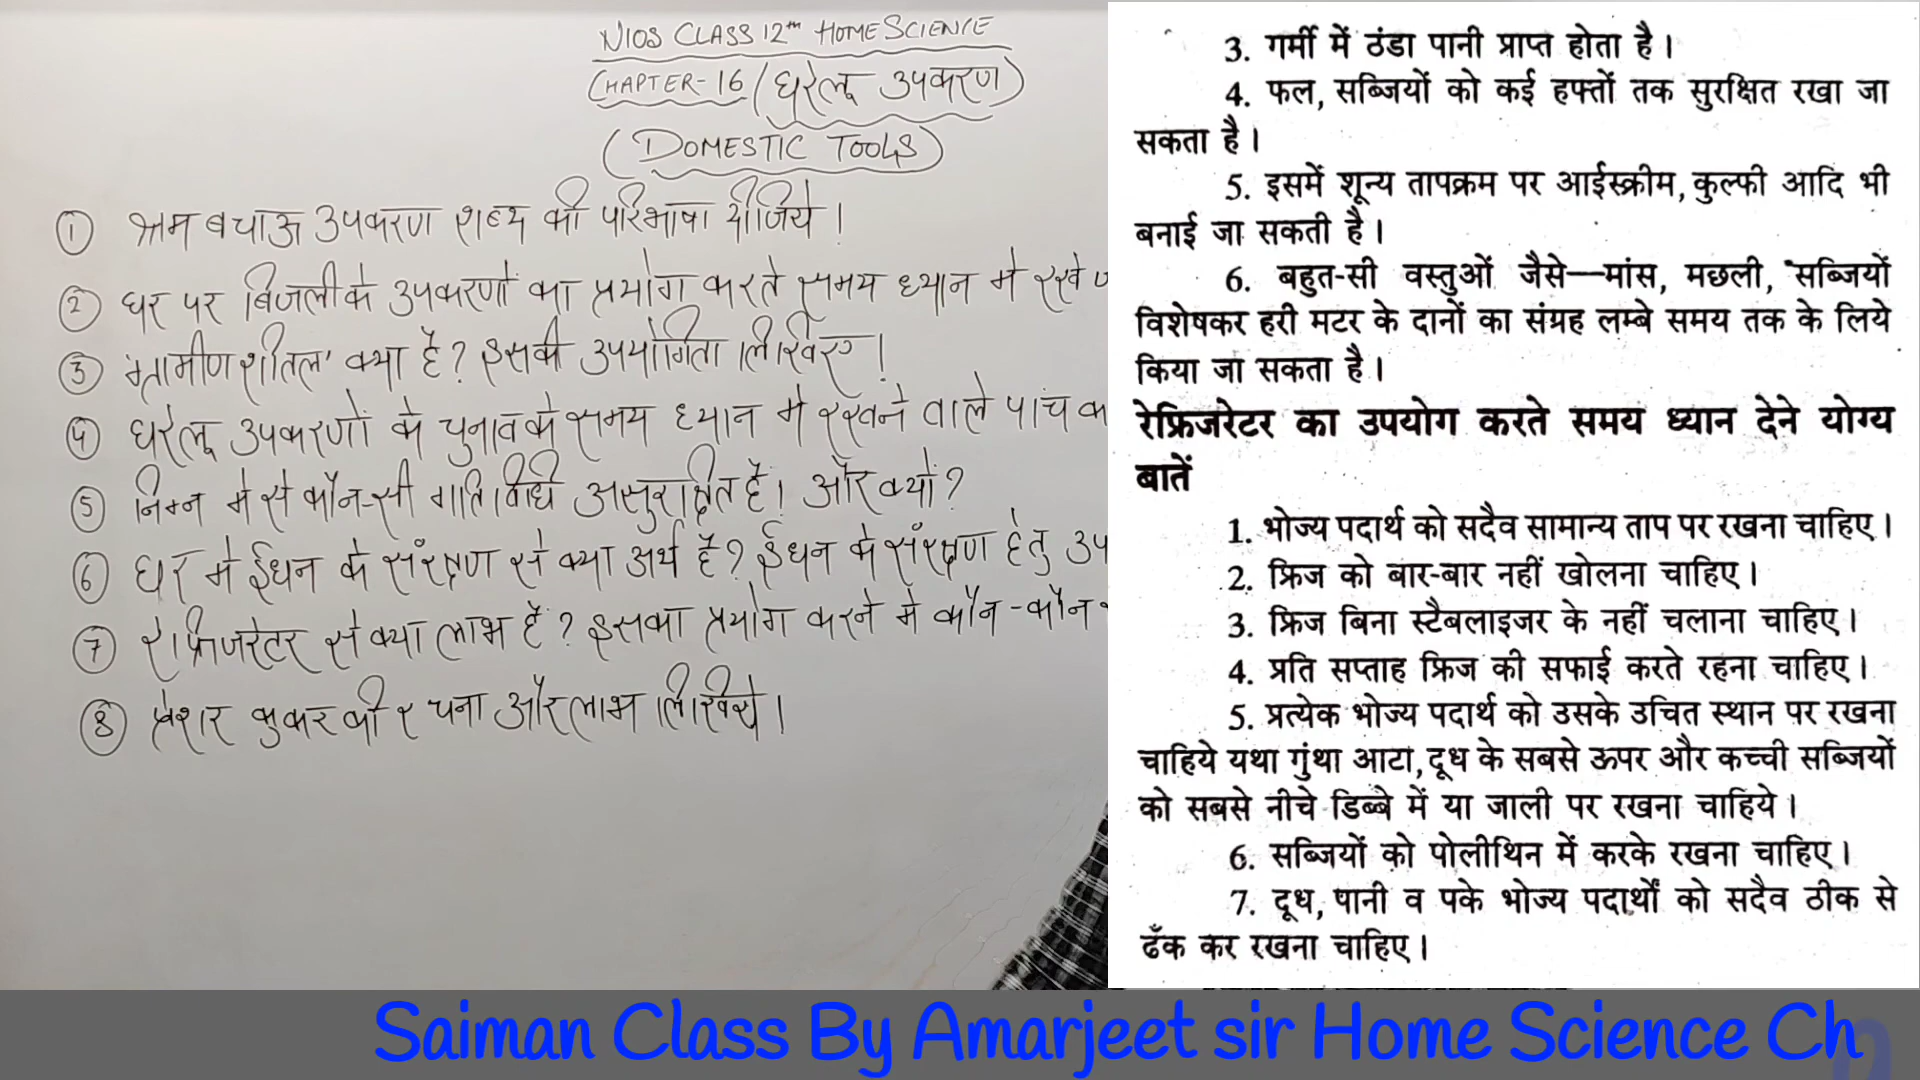 NIOS CLASS 12th HOME SCIENCE
CHAPTER-16 (घरेलू उपकरण)
(DOMESTIC TOOLS)
① श्रम बचाऊ उपकरण शब्द की परिभाषा दीजिये।
② घर पर बिजली के उपकरणों का प्रयोग करते समय ध्यान में रखे
③ 'ग्रामीण शीतल' क्या है? इसकी उपयोगिता लिखिए।
④ घरेलू उपकरणों के चुनाव के समय ध्यान में रखने वाले पांच
⑤ निम्न में से कौन-सी गतिविधि असुरक्षित है। और क्यों?
⑥ घर में ईंधन के संरक्षण से क्या अर्थ है? ईंधन के संरक्षण हेतु
⑦ रेफ्रिजरेटर से क्या लाभ है? इसका प्रयोग करने में कौन-कौन
⑧ प्रेशर कुकर की रचना और लाभ लिखिये।
3. गर्मी में ठंडा पानी प्राप्त होता है।
4. फल, सब्जियों को कई हफ्तों तक सुरक्षित रखा जा
सकता है।
5. इसमें शून्य तापक्रम पर आईस्क्रीम, कुल्फी आदि भी
बनाई जा सकती है।
6. बहुत-सी वस्तुओं जैसे—मांस, मछली, सब्जियों
विशेषकर हरी मटर के दानों का संग्रह लम्बे समय तक के लिये
किया जा सकता है।
रेफ्रिजरेटर का उपयोग करते समय ध्यान देने योग्य
बातें
1. भोज्य पदार्थ को सदैव सामान्य ताप पर रखना चाहिए।
2. फ्रिज को बार-बार नहीं खोलना चाहिए।
3. फ्रिज बिना स्टैबलाइजर के नहीं चलाना चाहिए।
4. प्रति सप्ताह फ्रिज की सफाई करते रहना चाहिए।
5. प्रत्येक भोज्य पदार्थ को उसके उचित स्थान पर रखना
चाहिये यथा गुंथा आटा, दूध के सबसे ऊपर और कच्ची सब्जियों
को सबसे नीचे डिब्बे में या जाली पर रखना चाहिये।
6. सब्जियों को पोलीथिन में करके रखना चाहिए।
7. दूध, पानी व पके भोज्य पदार्थों को सदैव ठीक से
ढँक कर रखना चाहिए।
Saiman Class By Amarjeet sir Home Science Ch